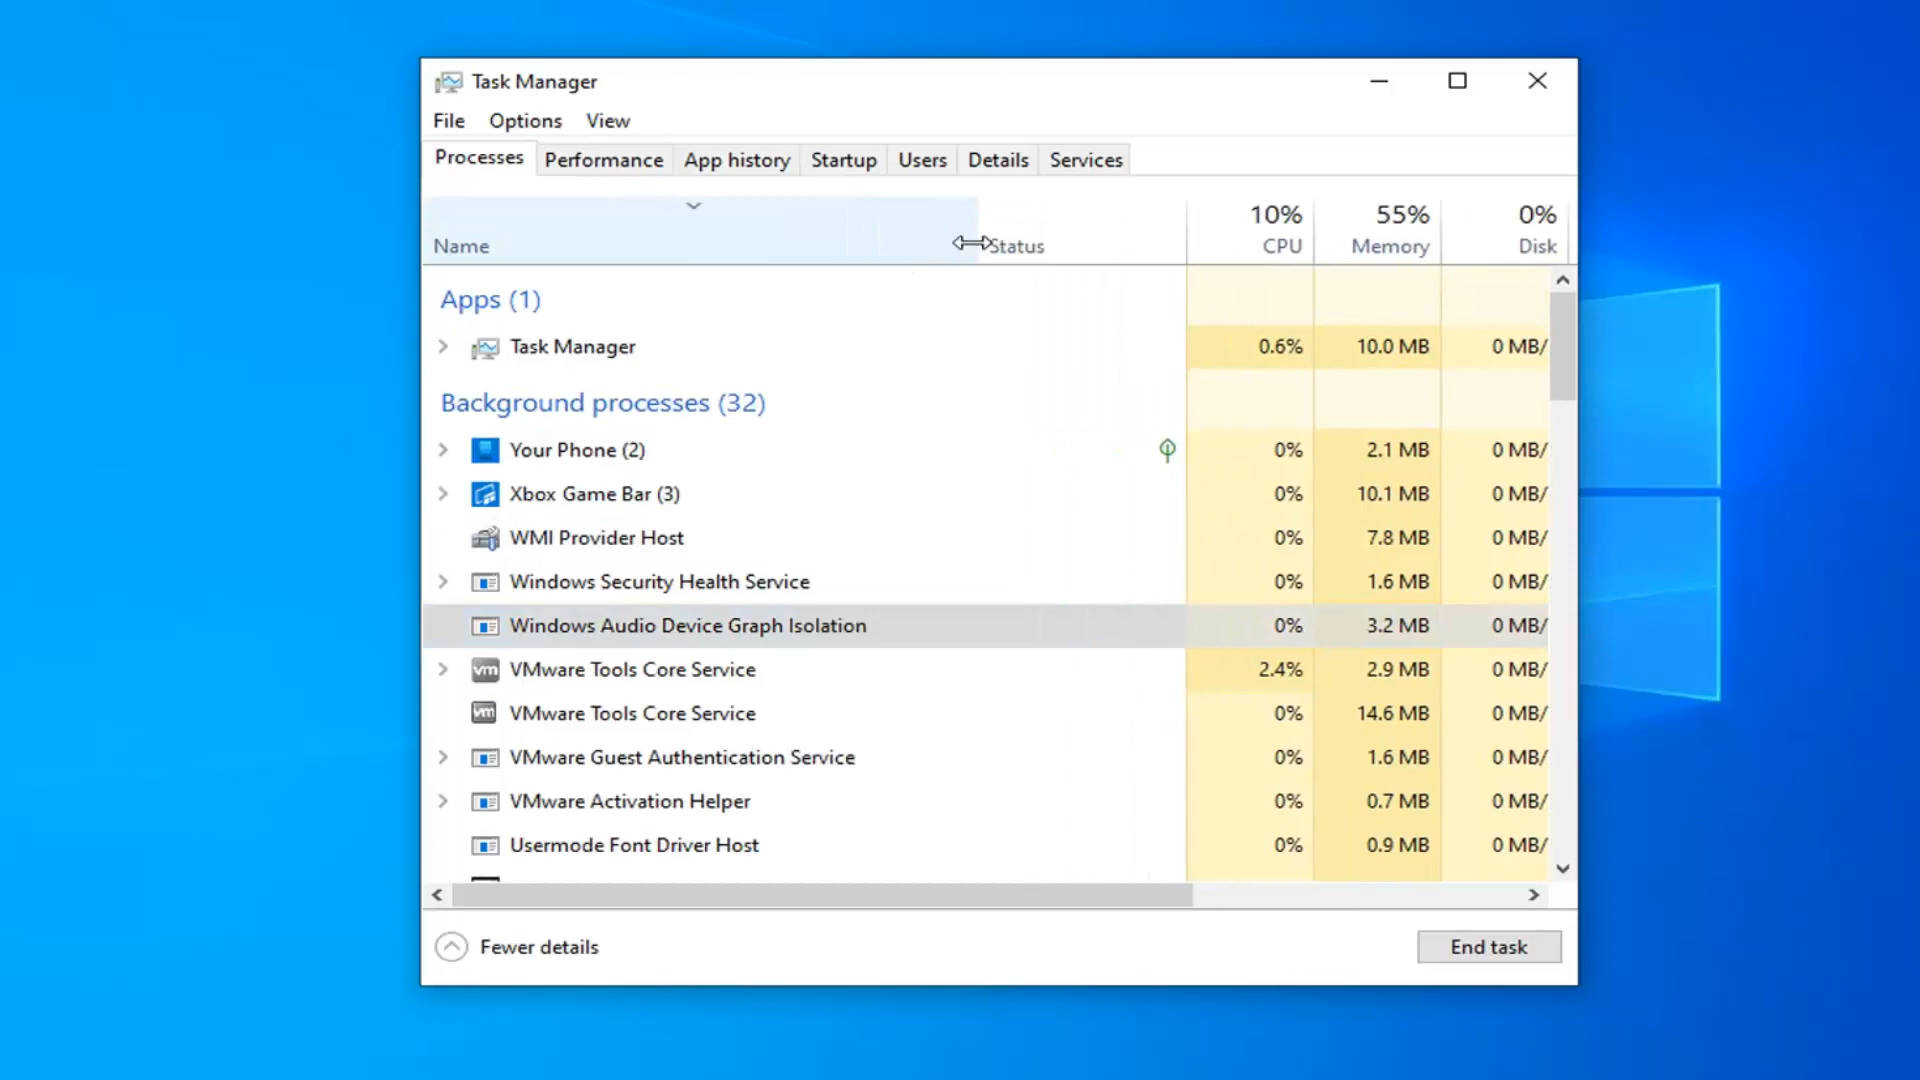 Task Manager
File Options View
Processes Performance App history Startup Users Details Services
10% 55% 0%
Name Status CPU Memory Disk
Apps (1)
Task Manager 0.6% 10.0 MB 0 MB/
Background processes (32)
Your Phone (2) 0% 2.1 MB 0 MB/
Xbox Game Bar (3) 0% 10.1 MB 0 MB/
WMI Provider Host 0% 7.8 MB 0 MB/
Windows Security Health Service 0% 1.6 MB 0 MB/
Windows Audio Device Graph Isolation 0% 3.2 MB 0 MB/
vm VMware Tools Core Service 2.4% 2.9 MB 0 MB/
vm VMware Tools Core Service 0% 14.6 MB 0 MB/
VMware Guest Authentication Service 0% 1.6 MB 0 MB/
VMware Activation Helper 0% 0.7 MB 0 MB/
Usermode Font Driver Host 0% 0.9 MB 0 MB/
Fewer details End task